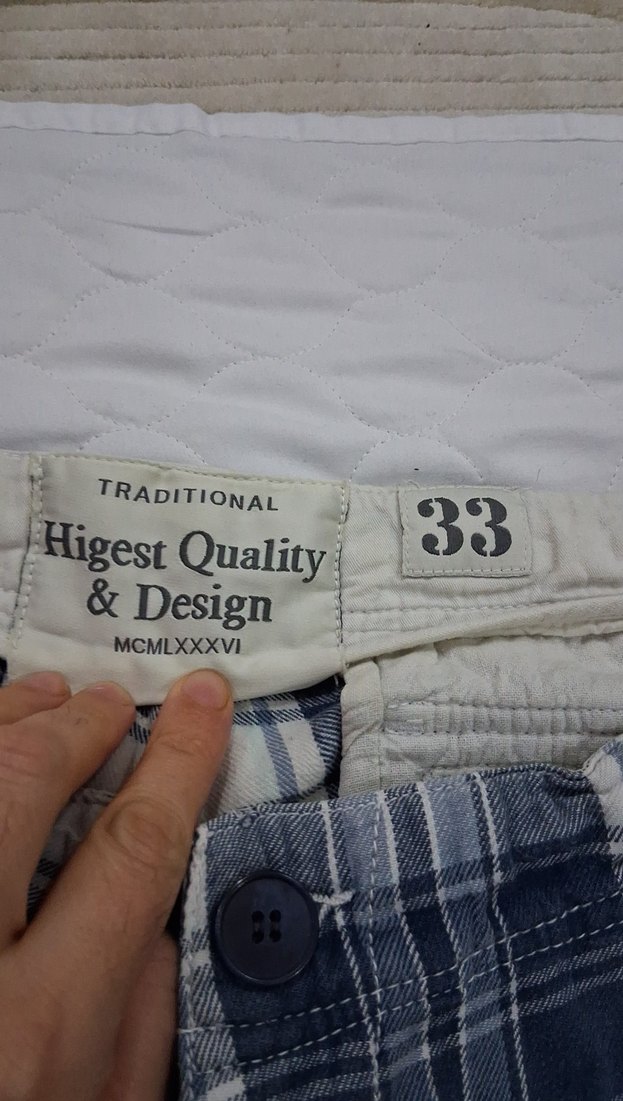 TRADITIONAL
Higest Quality
& Design
MCMLXXXVI
33